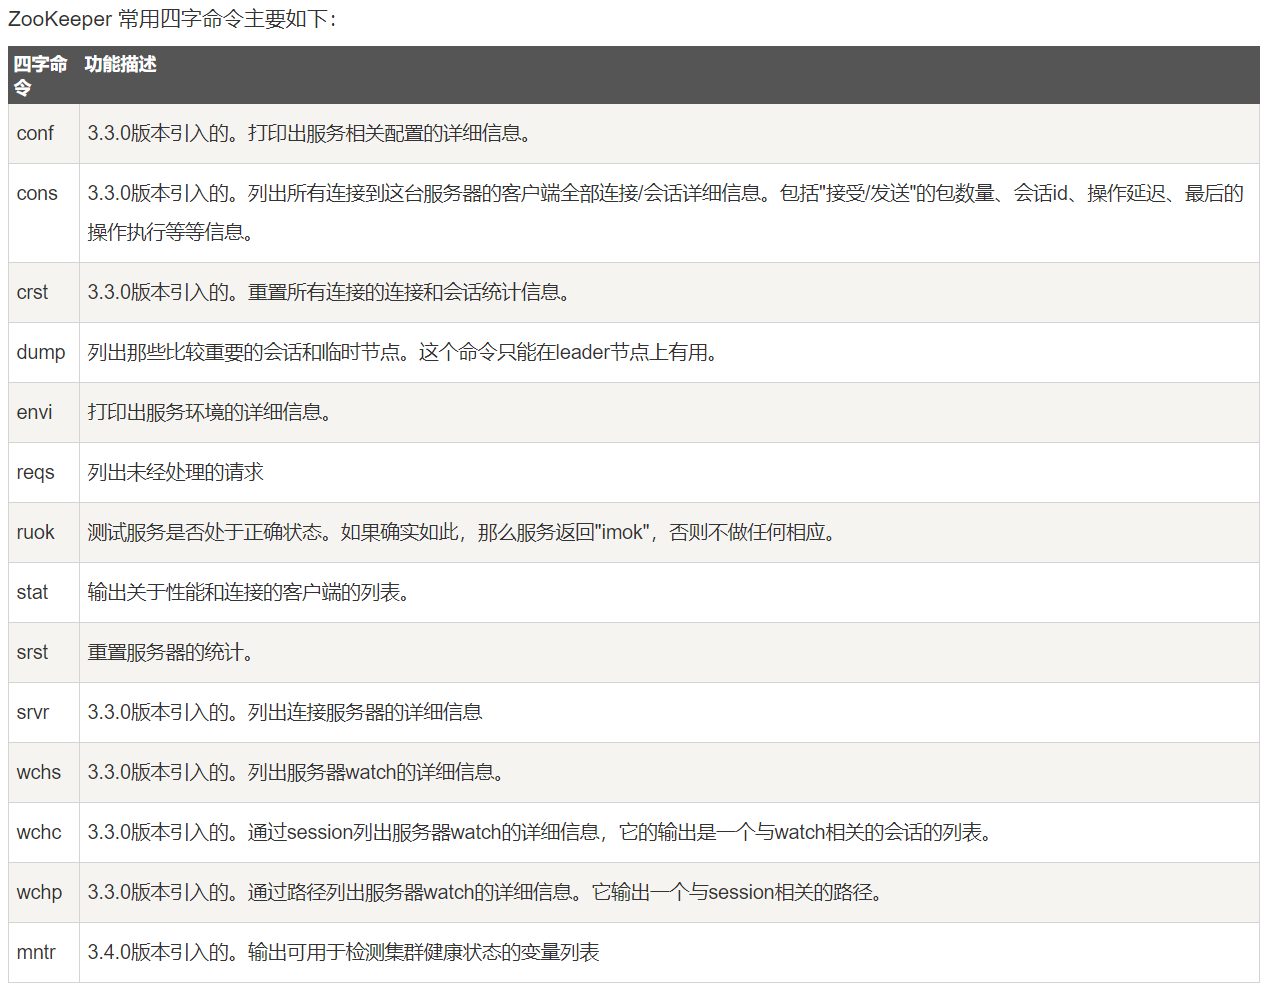 ZooKeeper 常用四字命令主要如下：
四字命 功能描述
令
conf 3.3.0版本引入的。打印出服务相关配置的详细信息。
cons 3.3.0版本引入的。列出所有连接到这台服务器的客户端全部连接/会话详细信息。包括"接受/发送"的包数量、会话id、操作延迟、最后的
操作执行等等信息。
crst 3.3.0版本引入的。重置所有连接的连接和会话统计信息。
dump 列出那些比较重要的会话和临时节点。这个命令只能在leader节点上有用。
envi 打印出服务环境的详细信息。
reqs 列出未经处理的请求
ruok 测试服务是否处于正确状态。如果确实如此，那么服务返回"imok"，否则不做任何相应。
stat 输出关于性能和连接的客户端的列表。
srst 重置服务器的统计。
srvr 3.3.0版本引入的。列出连接服务器的详细信息
wchs 3.3.0版本引入的。列出服务器watch的详细信息。
wchc 3.3.0版本引入的。通过session列出服务器watch的详细信息，它的输出是一个与watch相关的会话的列表。
wchp 3.3.0版本引入的。通过路径列出服务器watch的详细信息。它输出一个与session相关的路径。
mntr 3.4.0版本引入的。输出可用于检测集群健康状态的变量列表